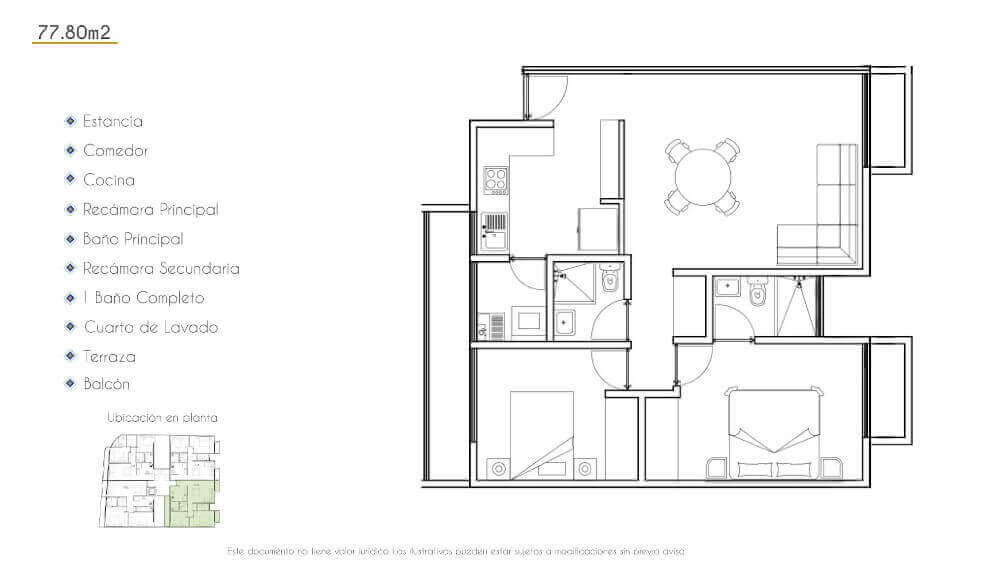 77.80m2
Estancia
Comedor
Cocina
Recámara Principal
Baño Principal
Recámara Secundaria
1 Baño Completo
Cuarto de Lavado
Terraza
Balcón
Ubicación en planta
Este documento no tiene valor jurídico. Las ilustrativos pueden estar sujetas a modificaciones sin previo aviso